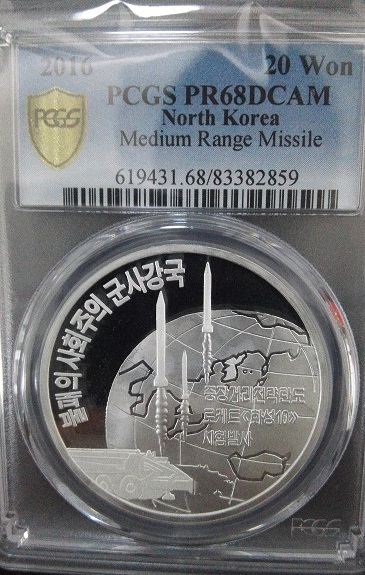 2016 20 Won
PCGS PR68DCAM
North Korea
PCGS
Medium Range Missile
619431.68/83382859
불패의 사회주의 군사강국
중장거리전략탄도
로케트《화성10》
시험발사
PCGS